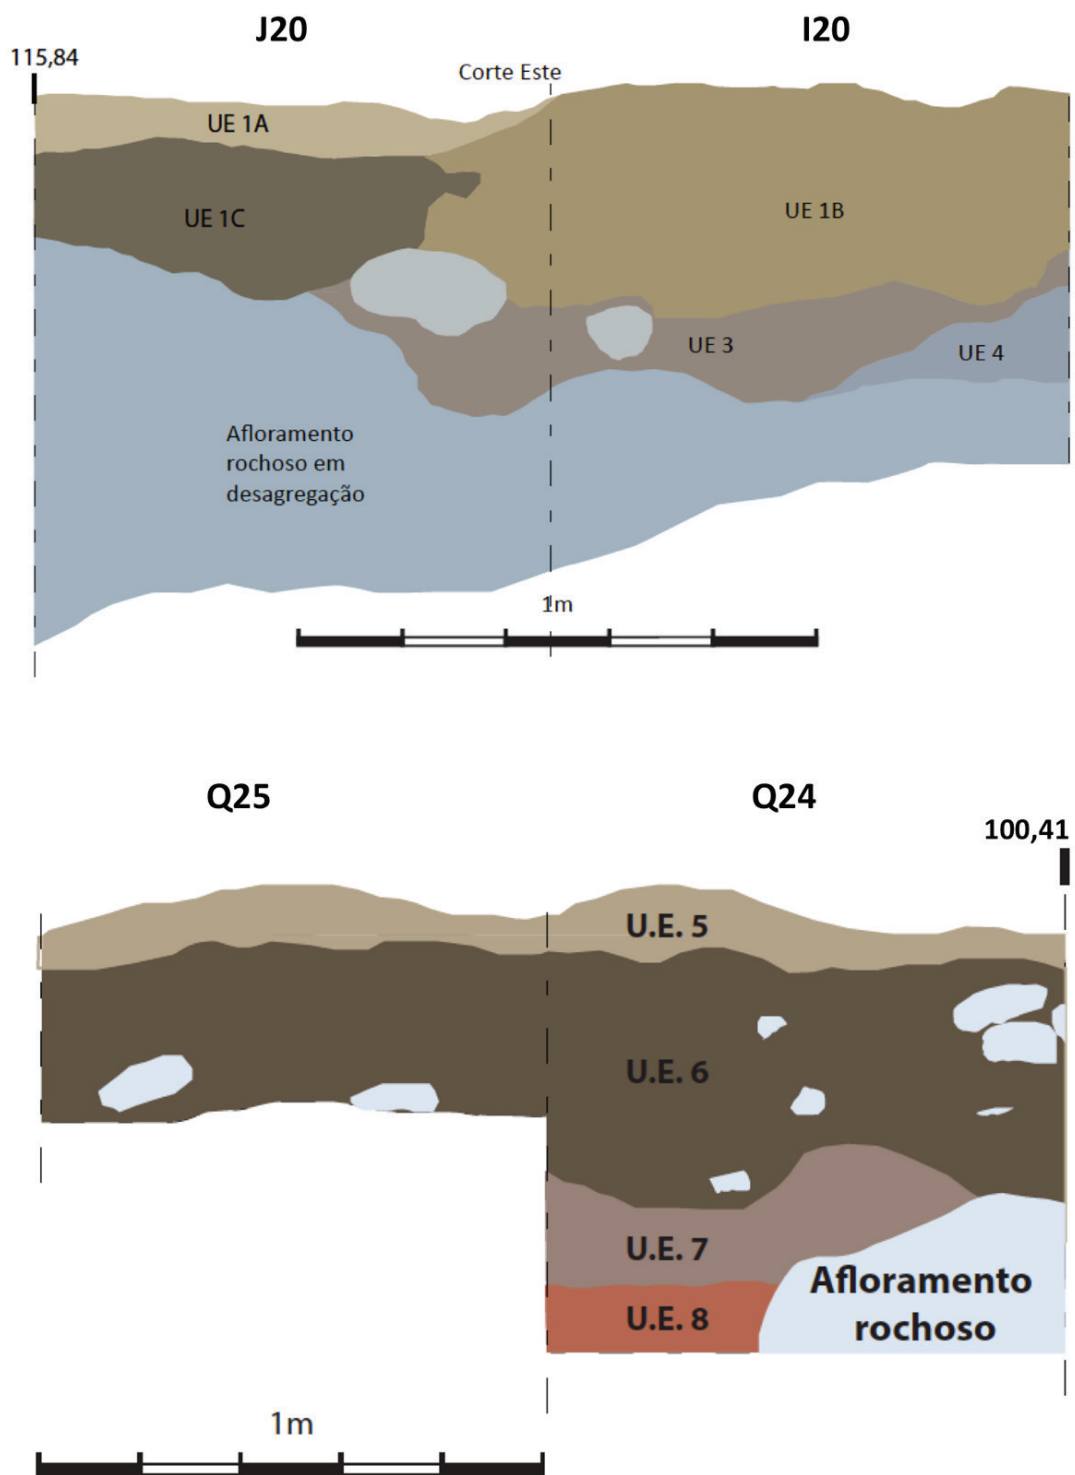 J20
I20
115,84
Corte Este
UE 1A
UE 1C
UE 1B
UE 3
UE 4
Afloramento
rochoso em
desagregação
1m
Q25
Q24
100,41
U.E. 5
U.E. 6
U.E. 7
U.E. 8
Afloramento
rochoso
1m